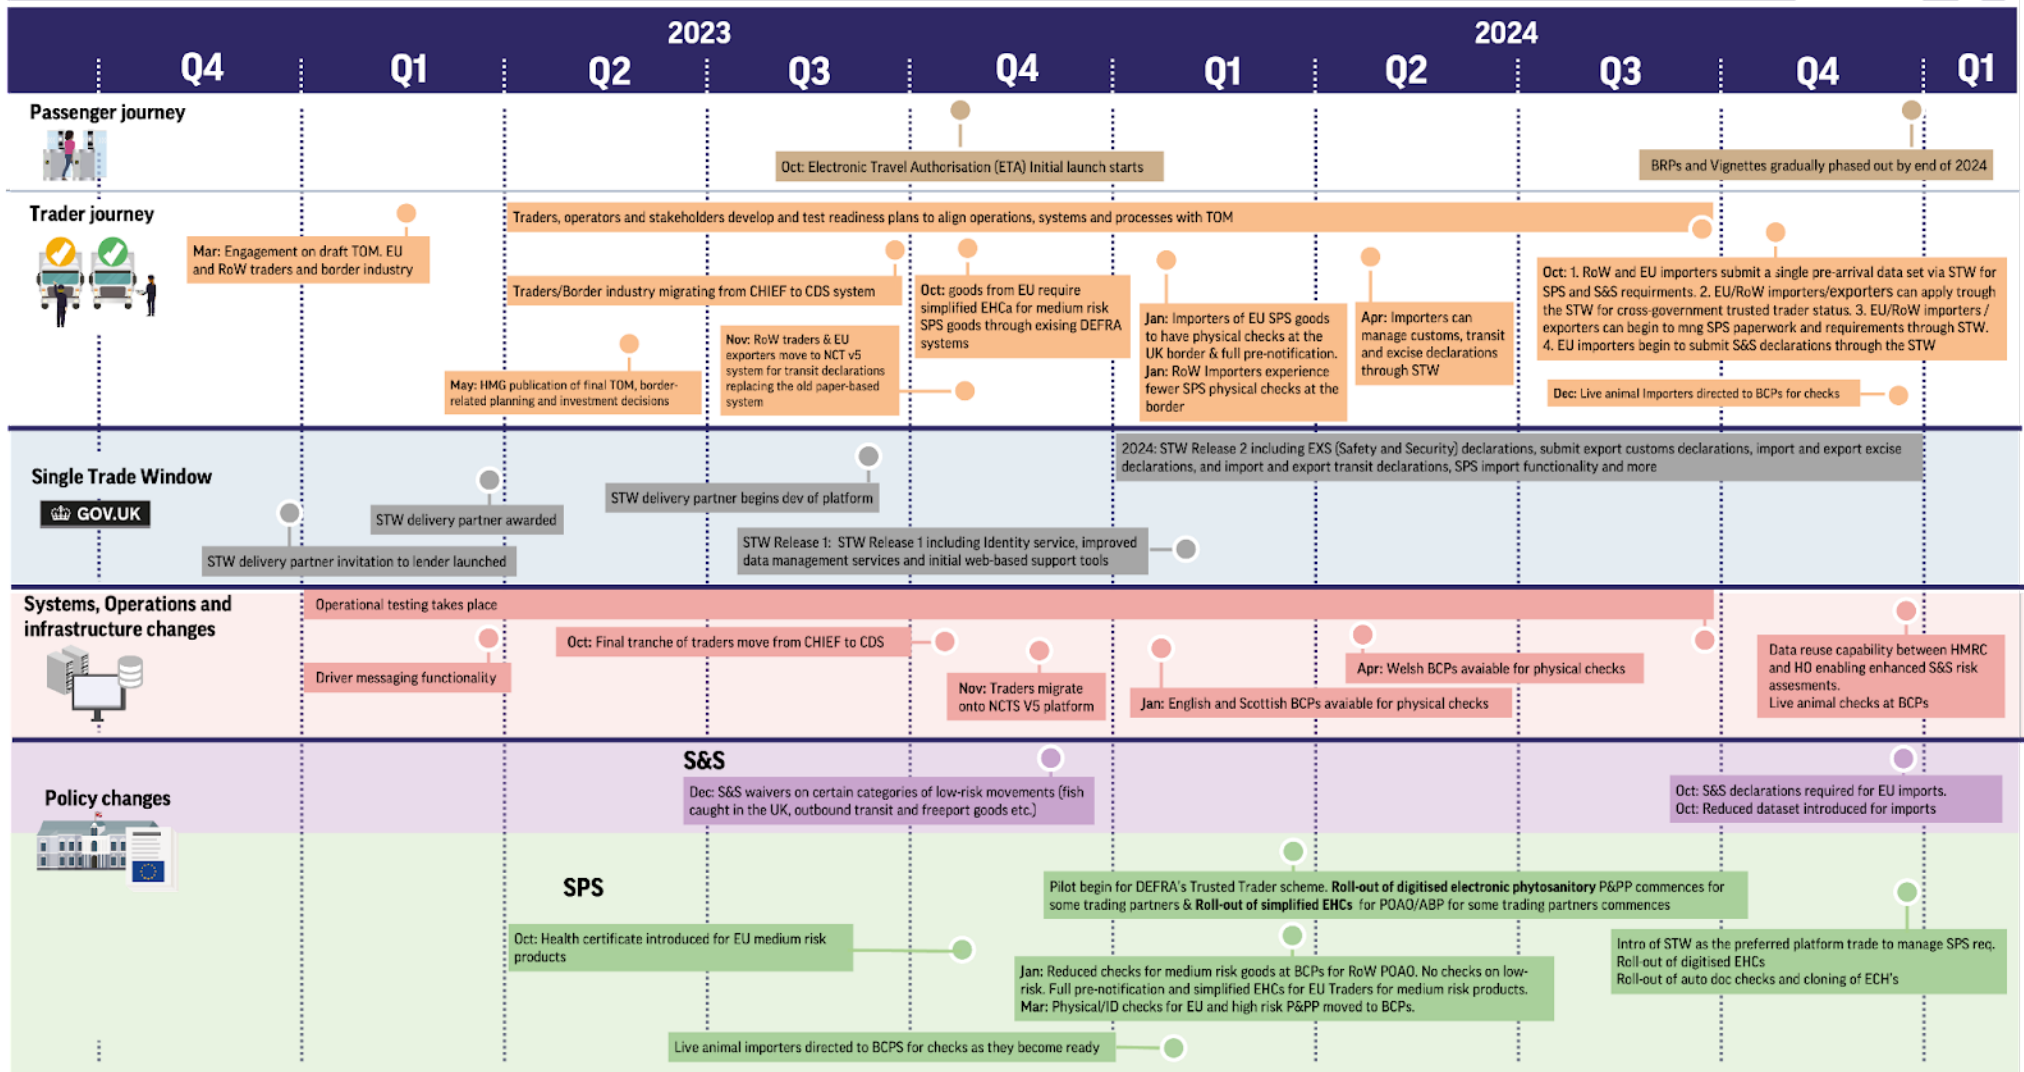 2023
2024
Q4
Q1
Q2
Q3
Q4
Q1
Q2
Q3
Q4
Q1
Passenger journey
Oct: Electronic Travel Authorisation (ETA) Initial launch starts
BRPs and Vignettes gradually phased out by end of 2024
Trader journey
Mar: Engagement on draft TOM. EU
and RoW traders and border industry
Traders, operators and stakeholders develop and test readiness plans to align operations, systems and processes with TOM
Traders/Border industry migrating from CHIEF to CDS system
May: HMG publication of final TOM, border-
related planning and investment decisions
Nov: RoW traders & EU
exporters move to NCT v5
system for transit declarations
replacing the old paper-based
system
Oct: goods from EU require
simplified EHCa for medium risk
SPS goods through exising DEFRA
systems
Jan: Importers of EU SPS goods
to have physical checks at the
UK border & full pre-notification.
Jan: RoW Importers experience
fewer SPS physical checks at the
border
Apr: Importers can
manage customs, transit
and excise declarations
through STW
Oct: 1. RoW and EU importers submit a single pre-arrival data set via STW for
SPS and S&S requirments. 2. EU/RoW importers/exporters can apply trough
the STW for cross-government trusted trader status. 3. EU/RoW importers /
exporters can begin to mng SPS paperwork and requirements through STW.
4. EU importers begin to submit S&S declarations through the STW
Dec: Live animal Importers directed to BCPs for checks
Single Trade Window
GOV.UK
STW delivery partner invitation to lender launched
STW delivery partner awarded
STW delivery partner begins dev of platform
STW Release 1: STW Release 1 including Identity service, improved
data management services and initial web-based support tools
2024: STW Release 2 including EXS (Safety and Security) declarations, submit export customs declarations, import and export excise
declarations, and import and export transit declarations, SPS import functionality and more
Systems, Operations and
infrastructure changes
Operational testing takes place
Driver messaging functionality
Oct: Final tranche of traders move from CHIEF to CDS
Nov: Traders migrate
onto NCTS V5 platform
Jan: English and Scottish BCPs avaiable for physical checks
Apr: Welsh BCPs avaiable for physical checks
Data reuse capability between HMRC
and HO enabling enhanced S&S risk
assesments.
Live animal checks at BCPs
Policy changes
S&S
Dec: S&S waivers on certain categories of low-risk movements (fish
caught in the UK, outbound transit and freeport goods etc.)
Oct: S&S declarations required for EU imports.
Oct: Reduced dataset introduced for imports
SPS
Pilot begin for DEFRA's Trusted Trader scheme. Roll-out of digitised electronic phytosanitory P&PP commences for
some trading partners & Roll-out of simplified EHCs for POAO/ABP for some trading partners commences
Oct: Health certificate introduced for EU medium risk
products
Jan: Reduced checks for medium risk goods at BCPs for RoW POAO. No checks on low-
risk. Full pre-notification and simplified EHCs for EU Traders for medium risk products.
Mar: Physical/ID checks for EU and high risk P&PP moved to BCPs.
Intro of STW as the preferred platform trade to manage SPS req.
Roll-out of digitised EHCs
Roll-out of auto doc checks and cloning of ECH's
Live animal importers directed to BCPS for checks as they become ready